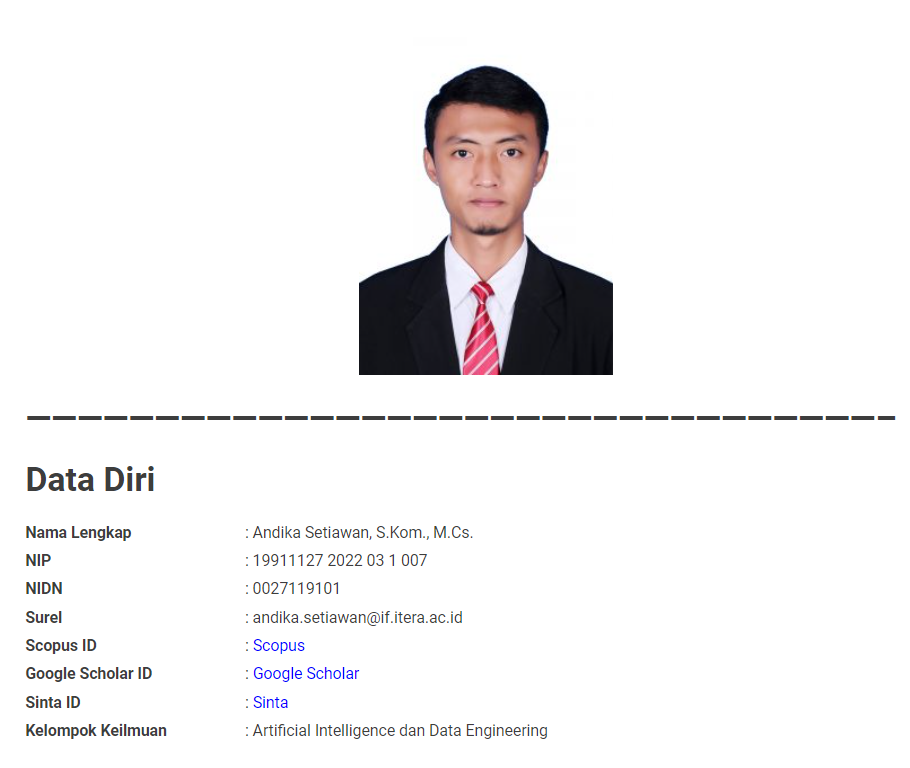 Data Diri
Nama Lengkap : Andika Setiawan, S.Kom., M.Cs.
NIP : 19911127 2022 03 1 007
NIDN : 0027119101
Surel : andika.setiawan@if.itera.ac.id
Scopus ID : Scopus
Google Scholar ID : Google Scholar
Sinta ID : Sinta
Kelompok Keilmuan : Artificial Intelligence dan Data Engineering